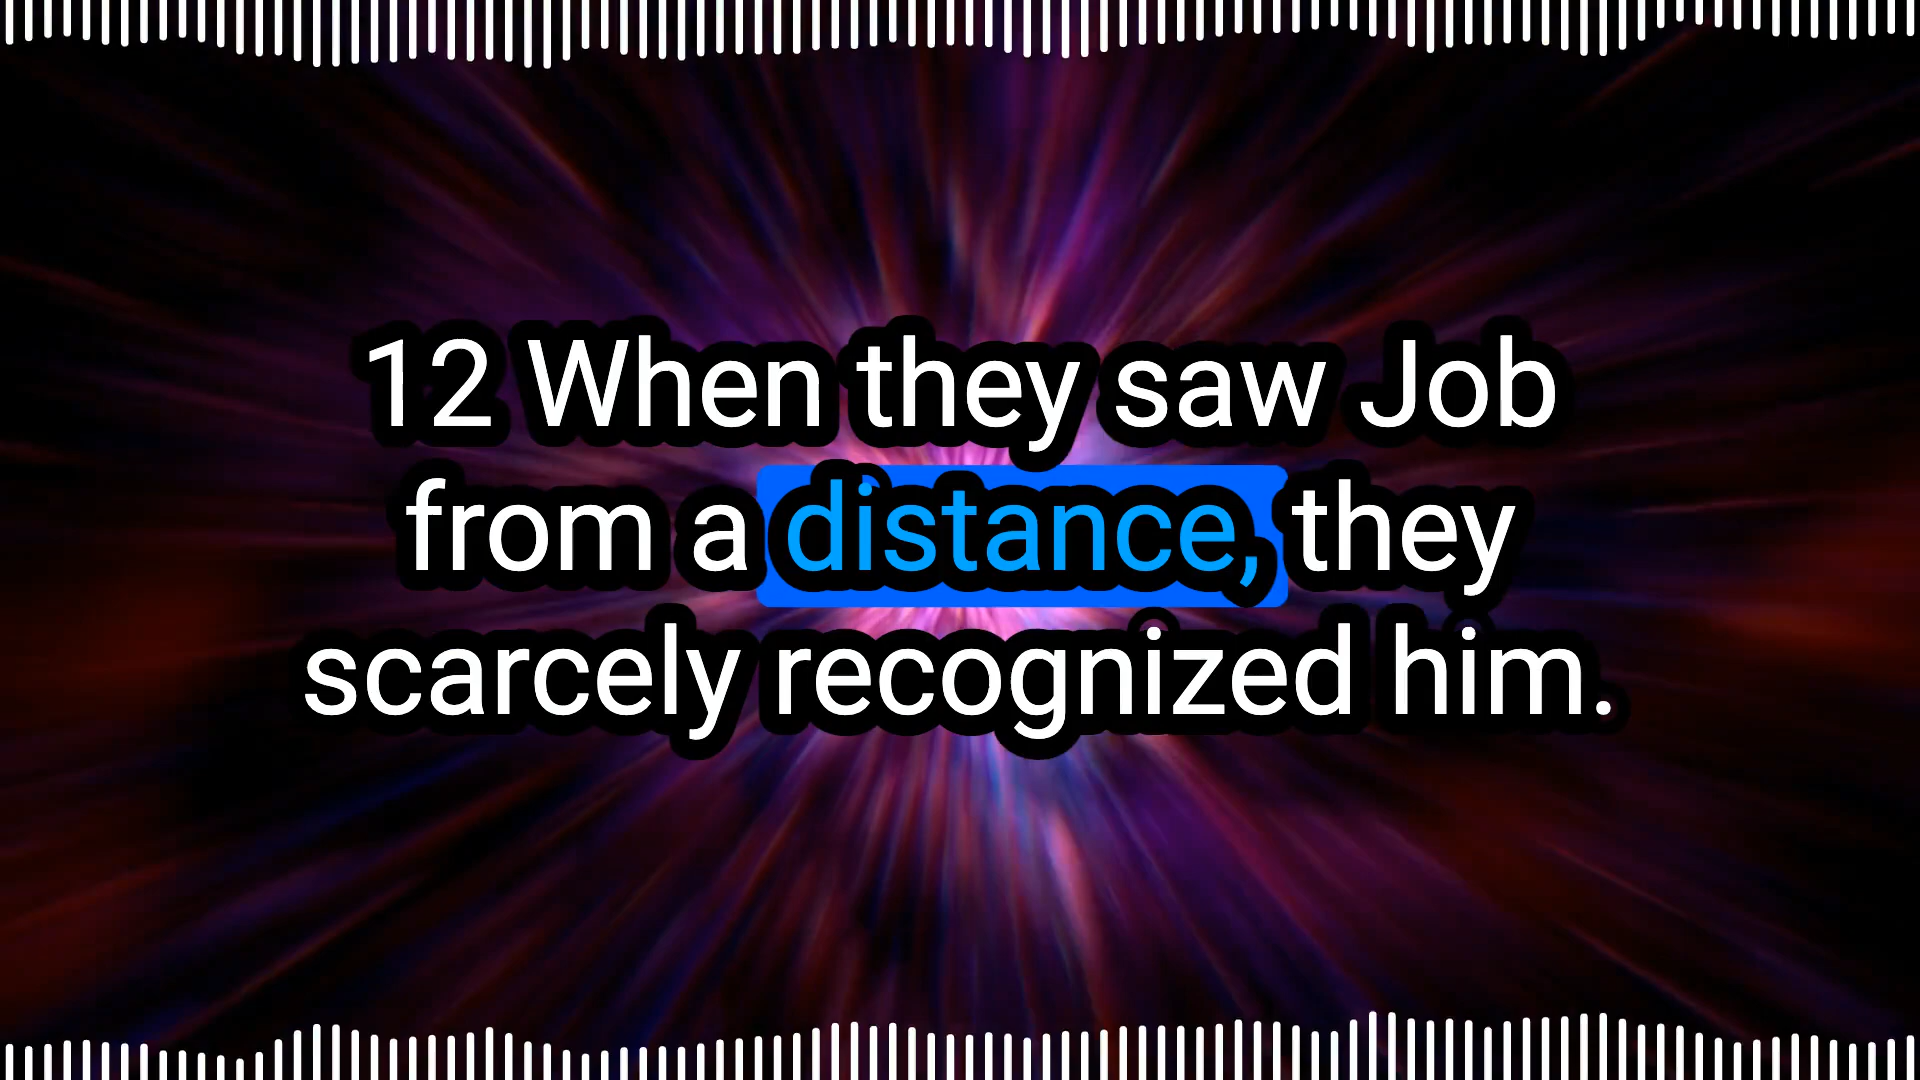 12 When they saw Job
from a distance, they
scarcely recognized him.